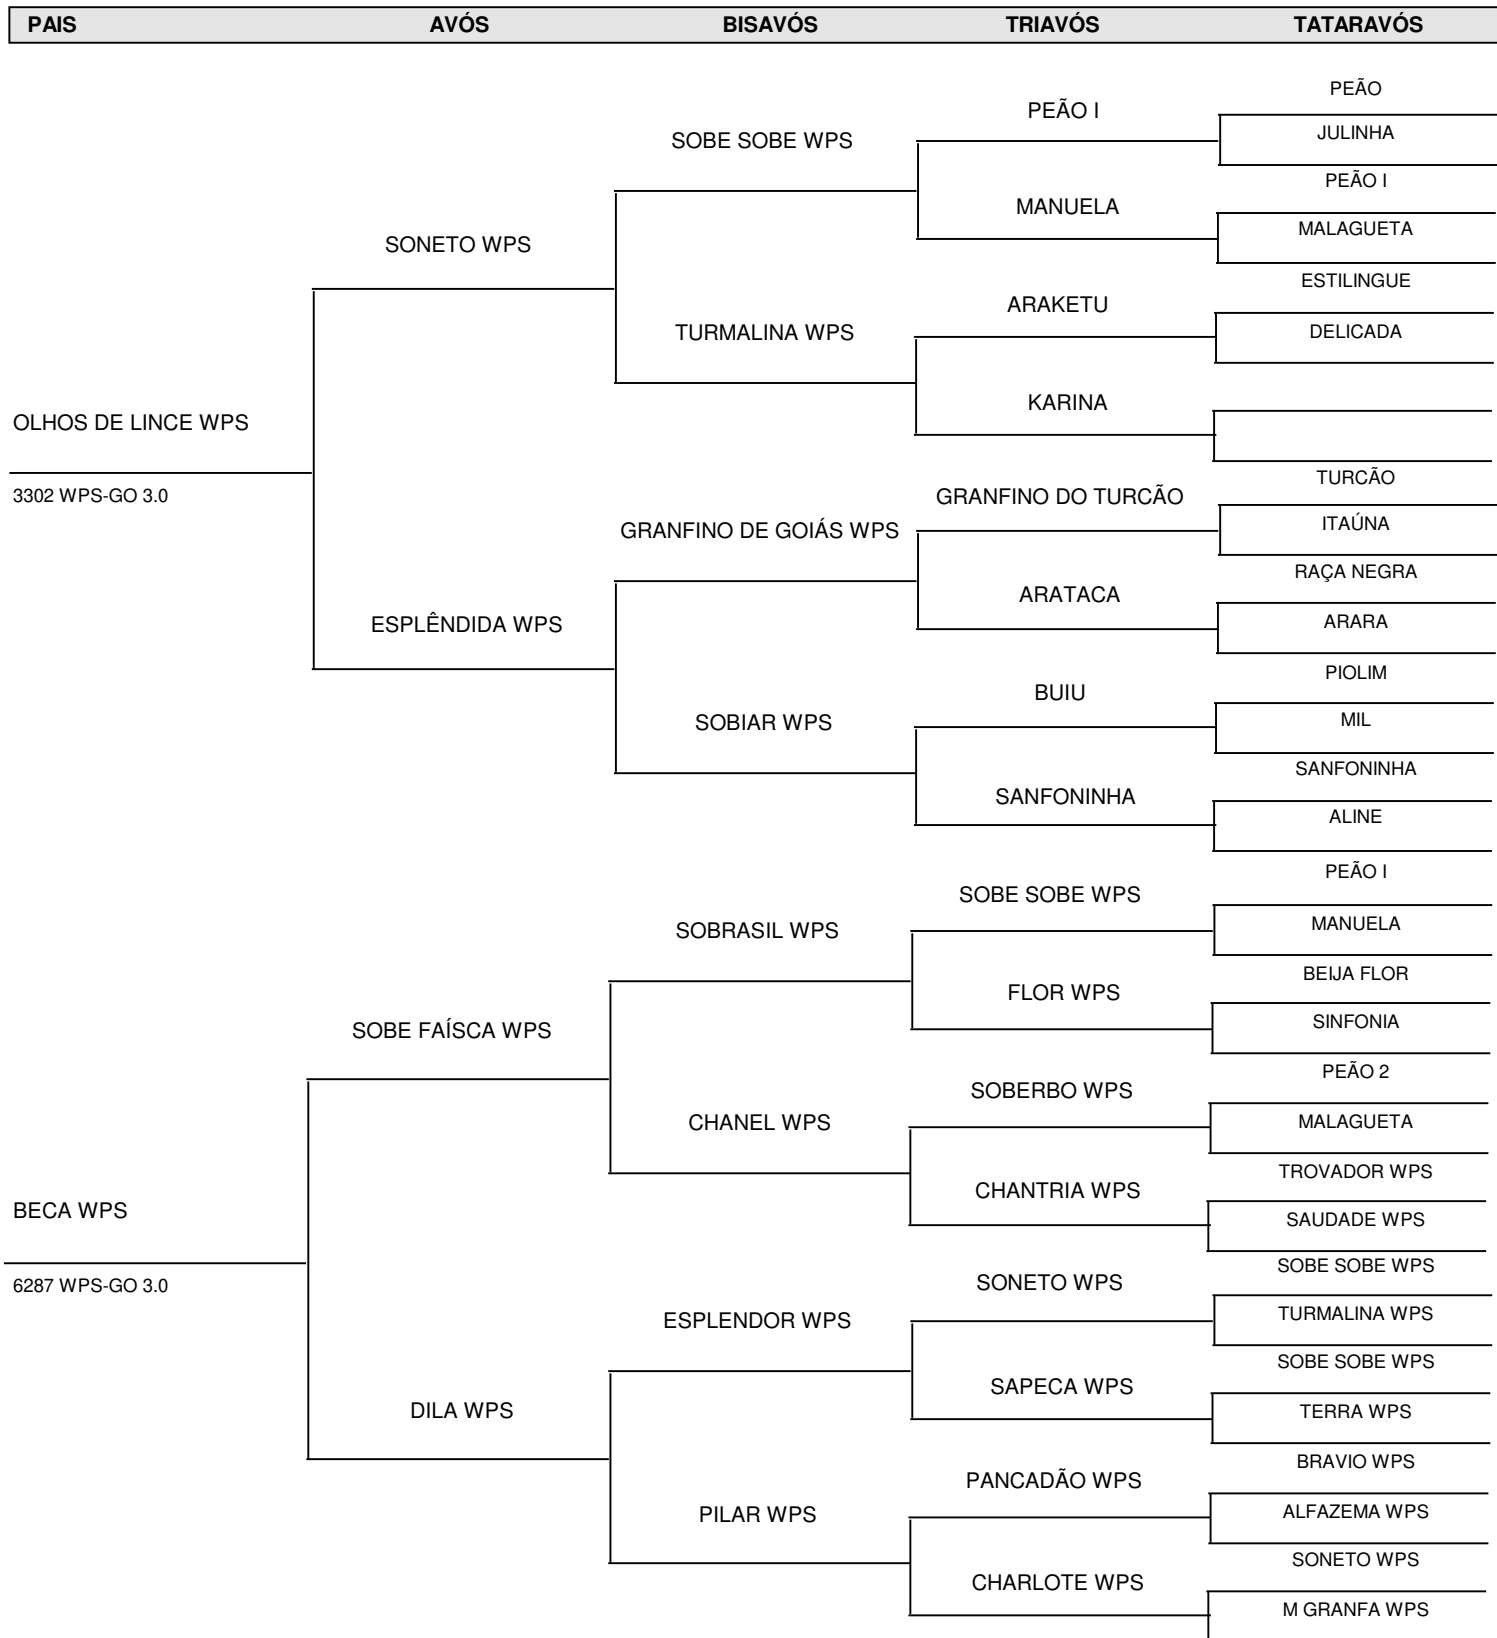 PAIS AVÓS BISAVÓS TRIAVÓS TATARAVÓS
PEÃO
PEÃO I
JULINHA
SOBE SOBE WPS
PEÃO I
MANUELA
MALAGUETA
SONETO WPS
ESTILINGUE
ARAKETU
TURMALINA WPS
DELICADA
KARINA
OLHOS DE LINCE WPS
TURCÃO
3302 WPS-GO 3.0
GRANFINO DO TURCÃO
ITAÚNA
GRANFINO DE GOIÁS WPS
RAÇA NEGRA
ARATACA
ARARA
ESPLÊNDIDA WPS
PIOLIM
BUIU
MIL
SOBIAR WPS
SANFONINHA
SANFONINHA
ALINE
PEÃO I
SOBE SOBE WPS
MANUELA
SOBRASIL WPS
BEIJA FLOR
FLOR WPS
SINFONIA
SOBE FAÍSCA WPS
PEÃO 2
SOBERBO WPS
MALAGUETA
CHANEL WPS
TROVADOR WPS
CHANTRIA WPS
BECA WPS
SAUDADE WPS
SOBE SOBE WPS
6287 WPS-GO 3.0
SONETO WPS
TURMALINA WPS
ESPLENDOR WPS
SOBE SOBE WPS
SAPECA WPS
DILA WPS
TERRA WPS
BRAVIO WPS
PANCADÃO WPS
ALFAZEMA WPS
PILAR WPS
SONETO WPS
CHARLOTE WPS
M GRANFA WPS